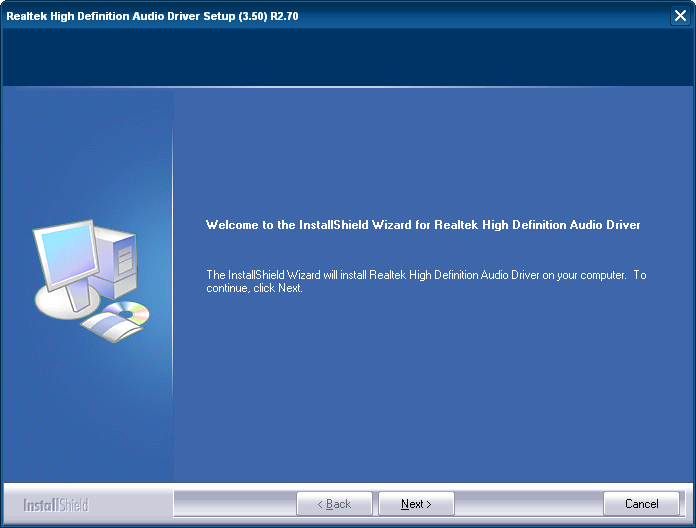 Realtek High Definition Audio Driver Setup (3.50) R2.70
Welcome to the InstallShield Wizard for Realtek High Definition Audio Driver
The InstallShield Wizard will install Realtek High Definition Audio Driver on your computer. To
continue, click Next.
InstallShield
< Back
Next >
Cancel